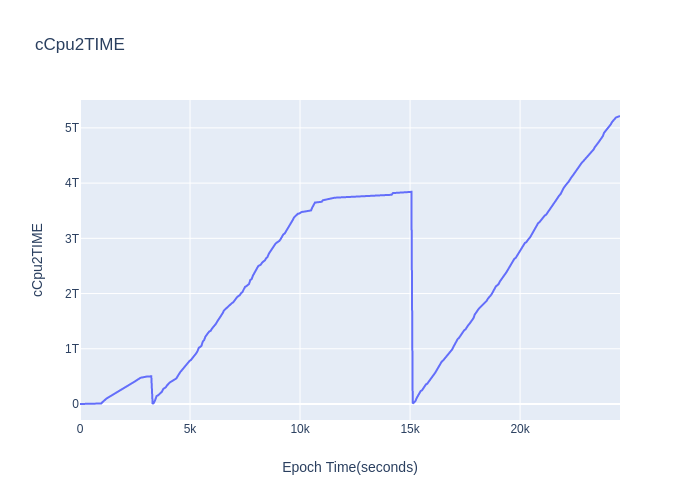 cCpu2TIME
cCpu2TIME
5T
4T
3T
2T
1T
0
0 5k 10k 15k 20k
Epoch Time(seconds)